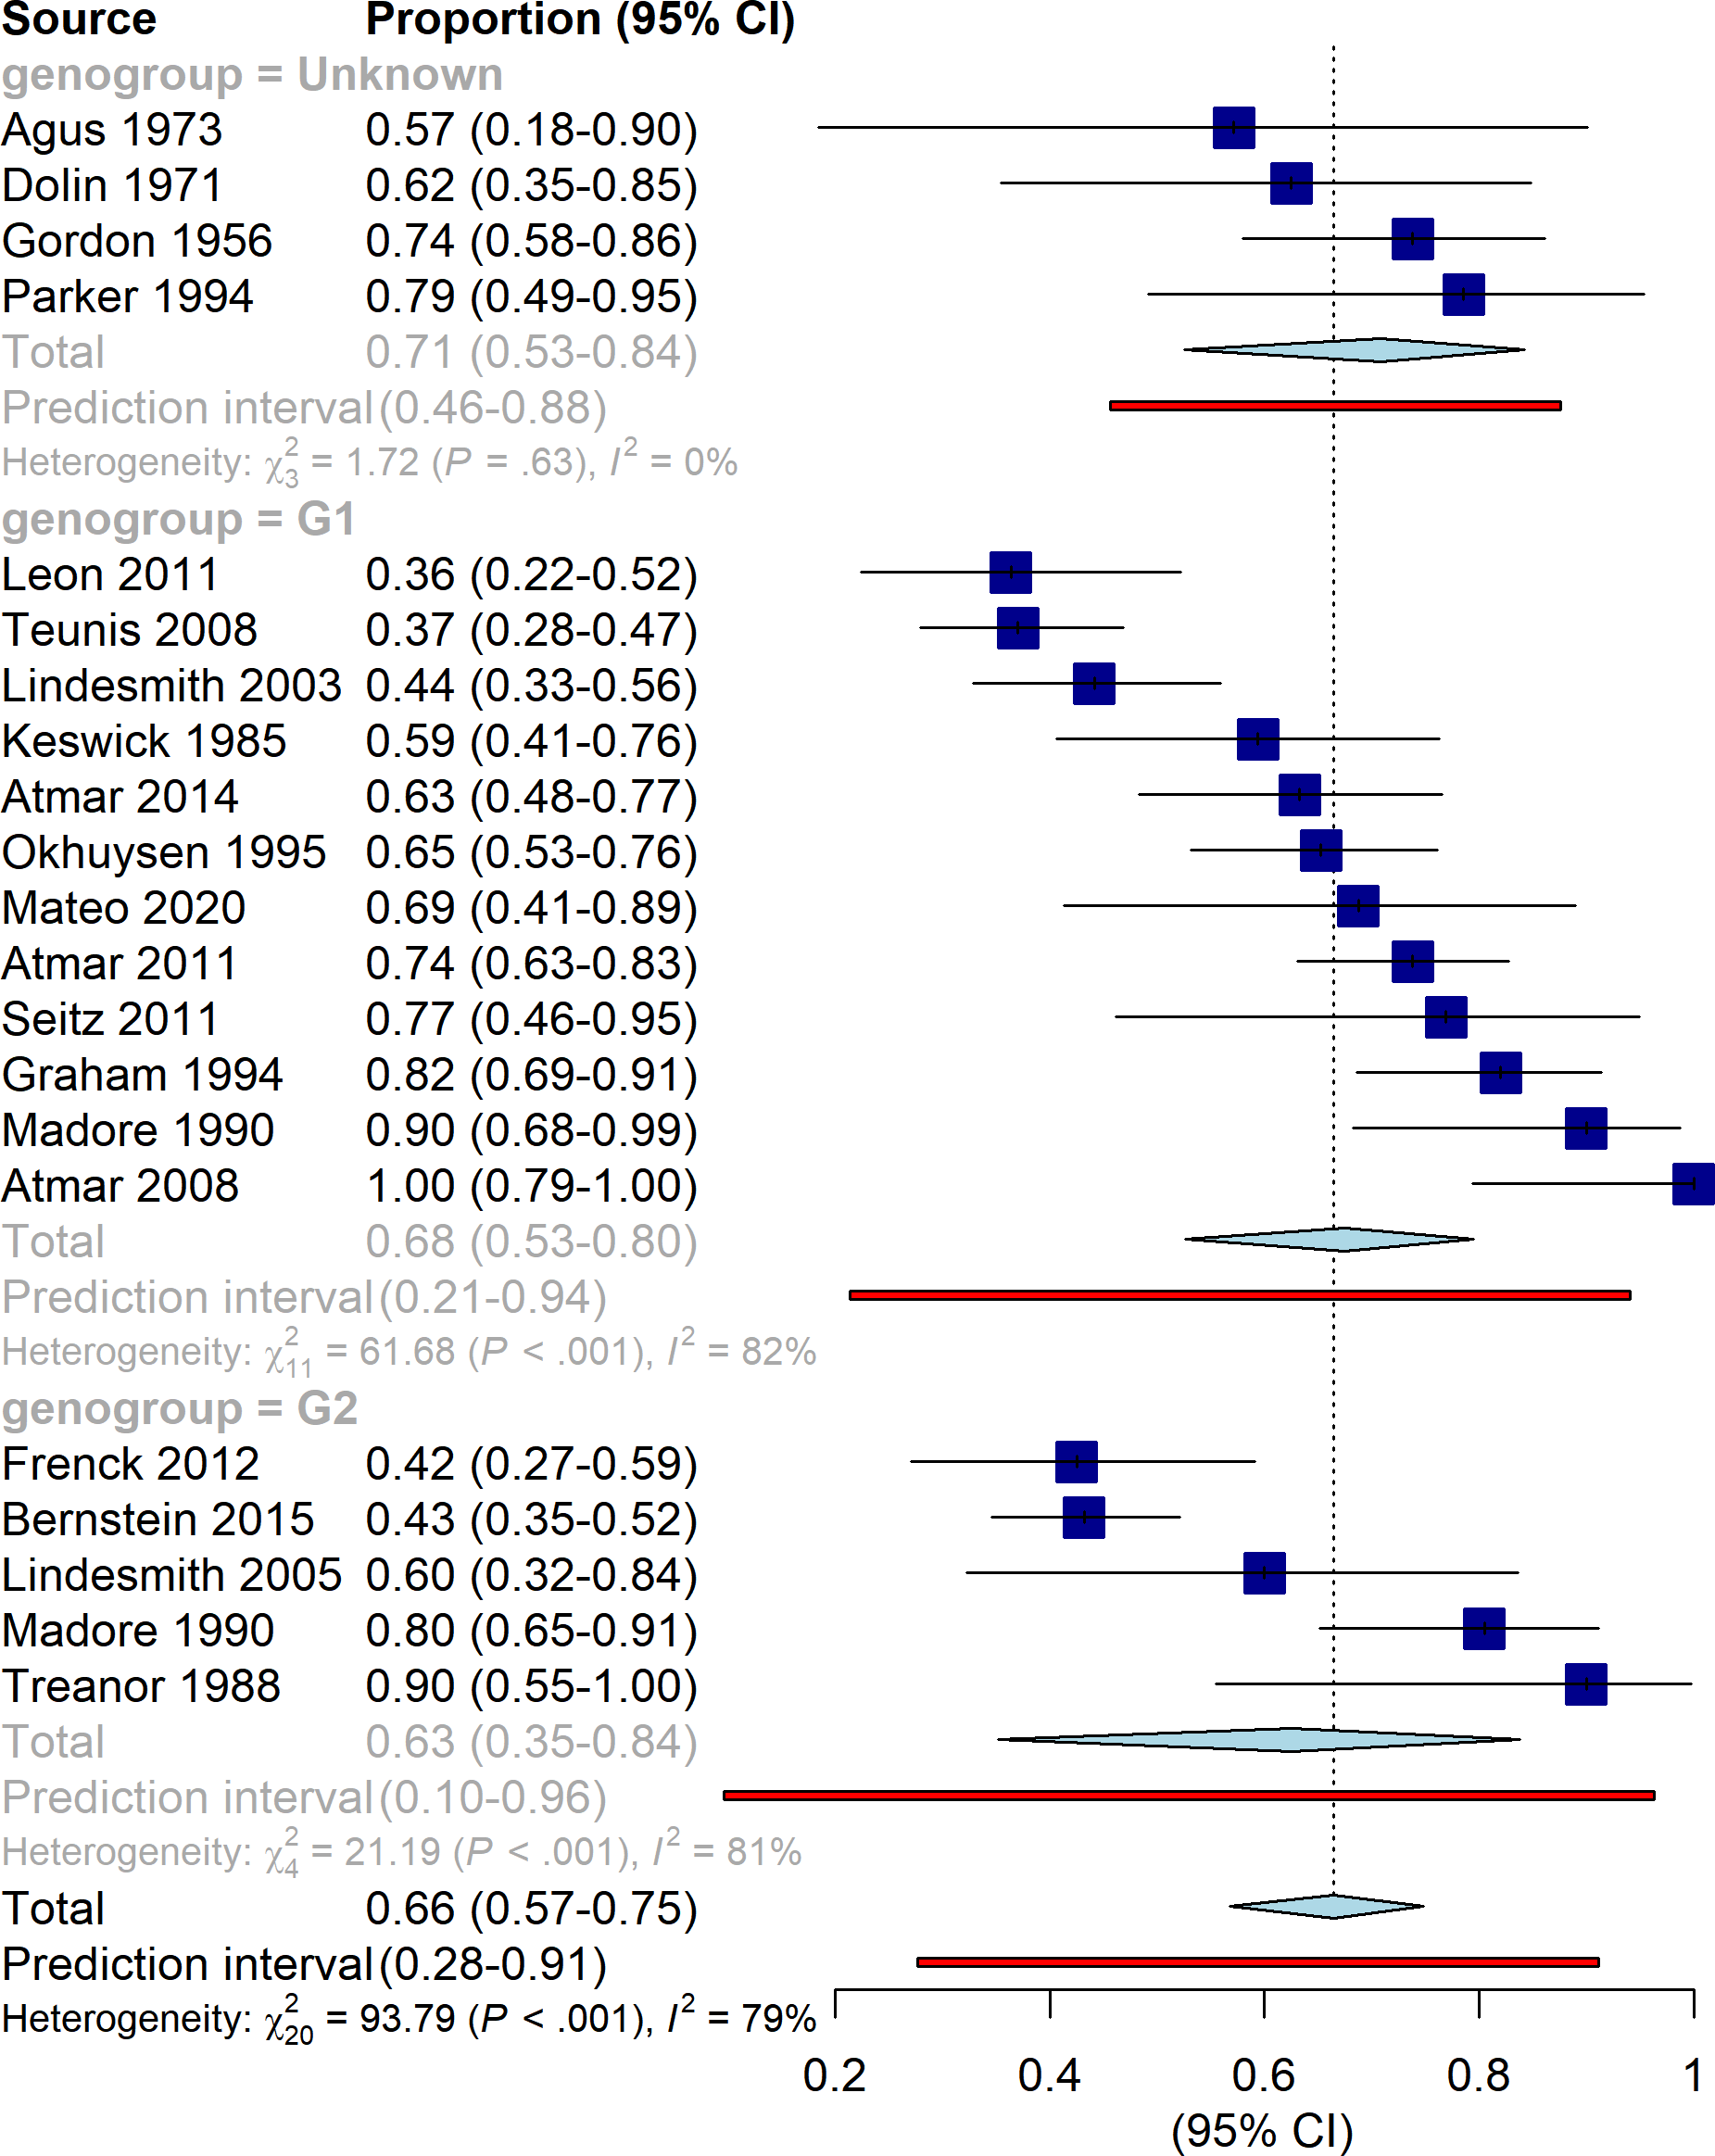 Source Proportion (95% CI)
genogroup = Unknown
Agus 1973 0.57 (0.18-0.90)
Dolin 1971 0.62 (0.35-0.85)
Gordon 1956 0.74 (0.58-0.86)
Parker 1994 0.79 (0.49-0.95)
Total 0.71 (0.53-0.84)
Prediction interval (0.46-0.88)
Heterogeneity: χ²₃ = 1.72 (P = .63), I² = 0%
genogroup = G1
Leon 2011 0.36 (0.22-0.52)
Teunis 2008 0.37 (0.28-0.47)
Lindesmith 2003 0.44 (0.33-0.56)
Keswick 1985 0.59 (0.41-0.76)
Atmar 2014 0.63 (0.48-0.77)
Okhuysen 1995 0.65 (0.53-0.76)
Mateo 2020 0.69 (0.41-0.89)
Atmar 2011 0.74 (0.63-0.83)
Seitz 2011 0.77 (0.46-0.95)
Graham 1994 0.82 (0.69-0.91)
Madore 1990 0.90 (0.68-0.99)
Atmar 2008 1.00 (0.79-1.00)
Total 0.68 (0.53-0.80)
Prediction interval (0.21-0.94)
Heterogeneity: χ²₁₁ = 61.68 (P < .001), I² = 82%
genogroup = G2
Frenck 2012 0.42 (0.27-0.59)
Bernstein 2015 0.43 (0.35-0.52)
Lindesmith 2005 0.60 (0.32-0.84)
Madore 1990 0.80 (0.65-0.91)
Treanor 1988 0.90 (0.55-1.00)
Total 0.63 (0.35-0.84)
Prediction interval (0.10-0.96)
Heterogeneity: χ²₄ = 21.19 (P < .001), I² = 81%
Total 0.66 (0.57-0.75)
Prediction interval (0.28-0.91)
Heterogeneity: χ²₂₀ = 93.79 (P < .001), I² = 79%
0.2 0.4 0.6 0.8 1
(95% CI)